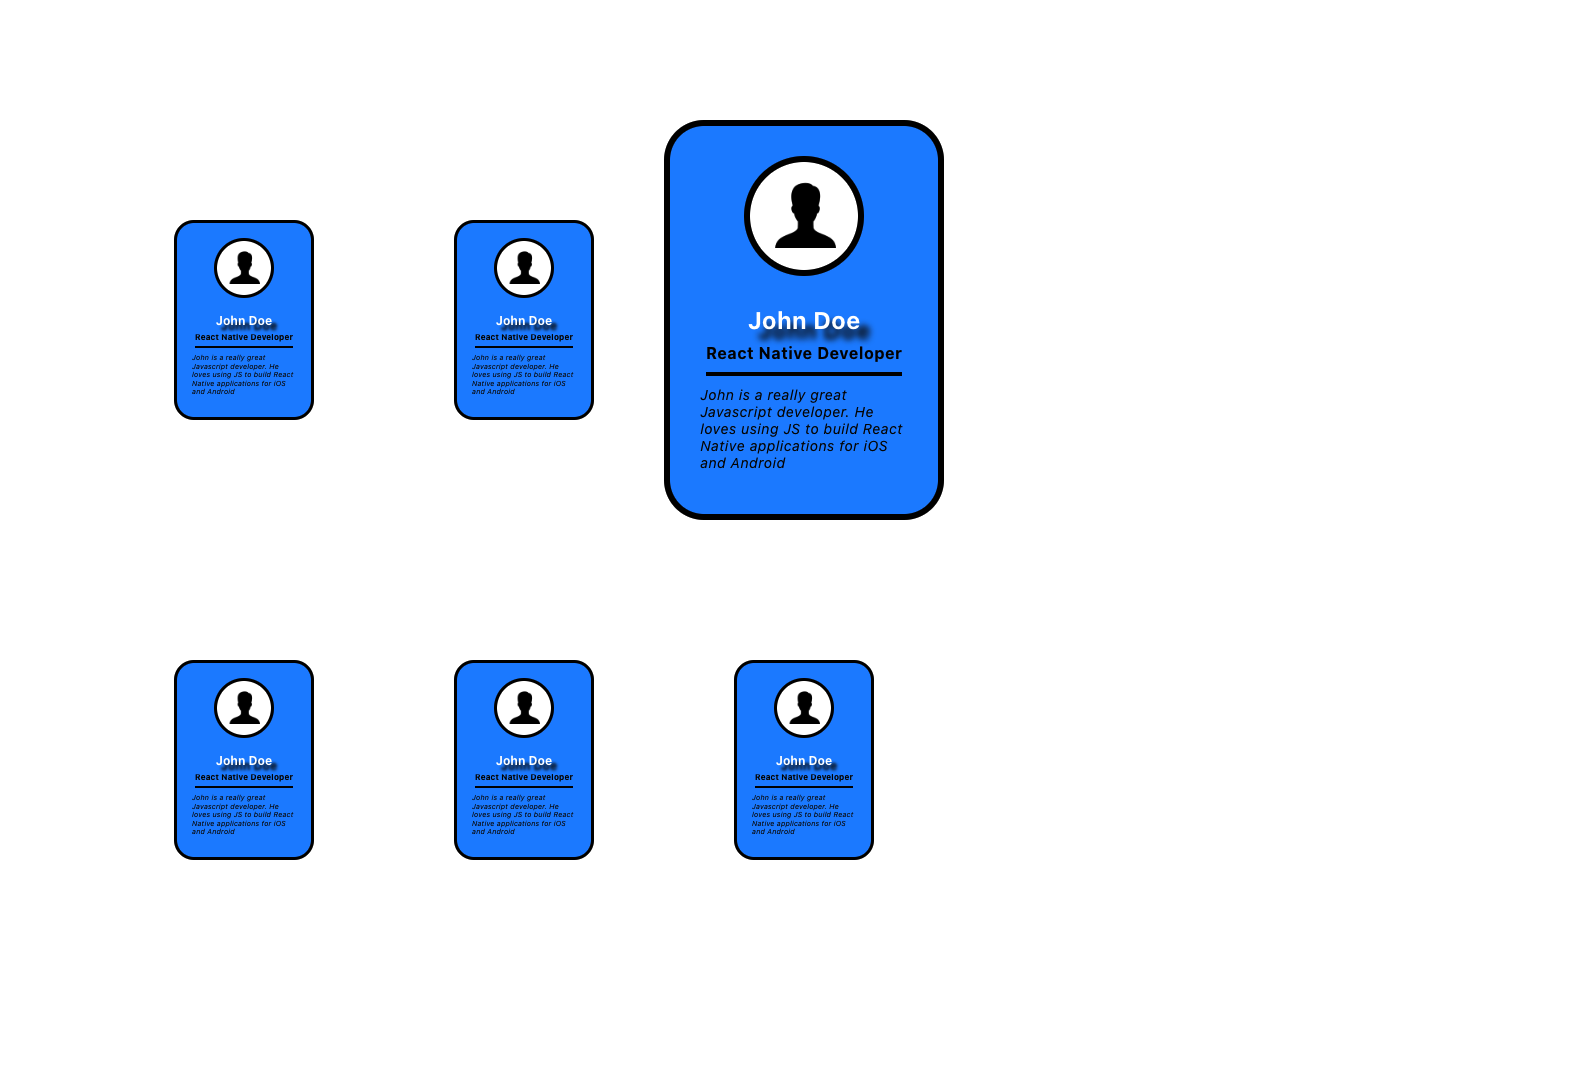 John Doe
React Native Developer
John is a really great
Javascript developer. He
loves using JS to build React
Native applications for iOS
and Android
John Doe
React Native Developer
John is a really great
Javascript developer. He
loves using JS to build React
Native applications for iOS
and Android
John Doe
React Native Developer
John is a really great
Javascript developer. He
loves using JS to build React
Native applications for iOS
and Android
John Doe
React Native Developer
John is a really great
Javascript developer. He
loves using JS to build React
Native applications for iOS
and Android
John Doe
React Native Developer
John is a really great
Javascript developer. He
loves using JS to build React
Native applications for iOS
and Android
John Doe
React Native Developer
John is a really great
Javascript developer. He
loves using JS to build React
Native applications for iOS
and Android